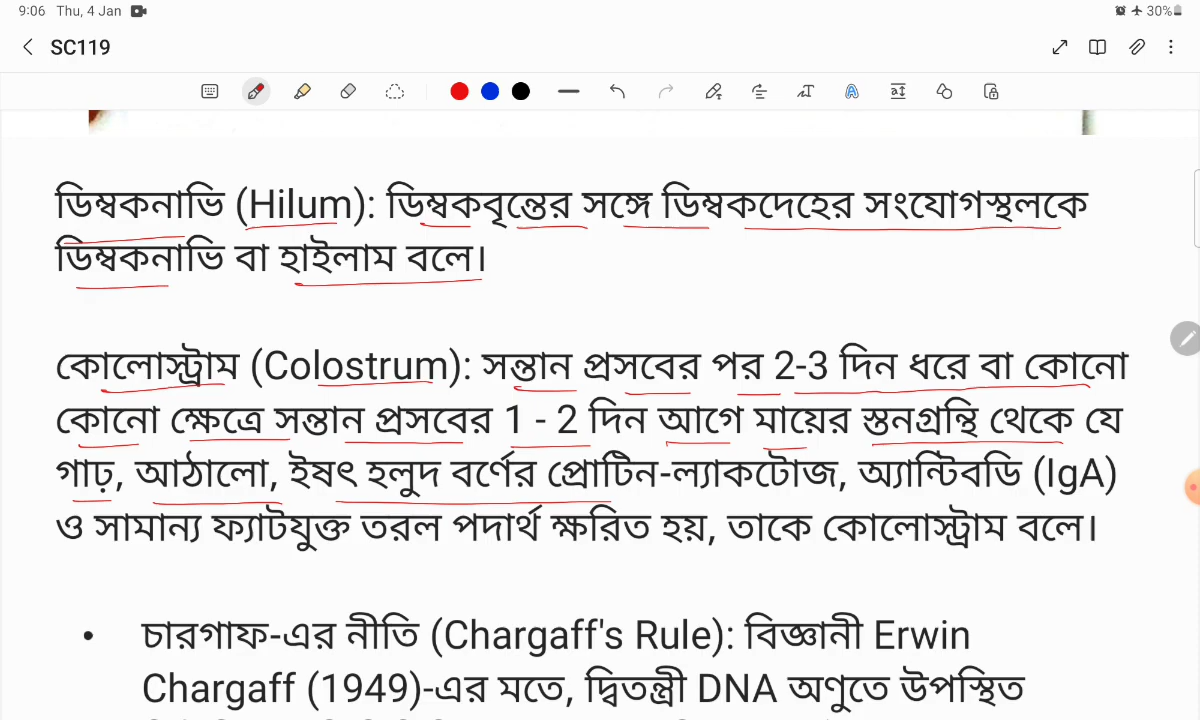 9:06 Thu, 4 Jan 30%
SC119
ডিম্বকনাভি (Hilum): ডিম্বকবৃন্তের সঙ্গে ডিম্বকদেহের সংযোগস্থলকে
ডিম্বকনাভি বা হাইলাম বলে।
কোলোস্ট্রাম (Colostrum): সন্তান প্রসবের পর 2-3 দিন ধরে বা কোনো
কোনো ক্ষেত্রে সন্তান প্রসবের 1 - 2 দিন আগে মায়ের স্তনগ্রন্থি থেকে যে
গাঢ়, আঠালো, ইষৎ হলুদ বর্ণের প্রোটিন-ল্যাকটোজ, অ্যান্টিবডি (IgA)
ও সামান্য ফ্যাটযুক্ত তরল পদার্থ ক্ষরিত হয়, তাকে কোলোস্ট্রাম বলে।
• চারগাফ-এর নীতি (Chargaff's Rule): বিজ্ঞানী Erwin
Chargaff (1949)-এর মতে, দ্বিতন্ত্রী DNA অণুতে উপস্থিত